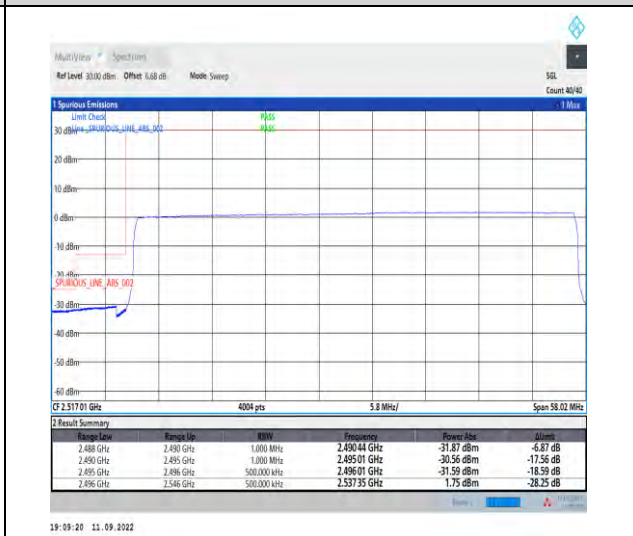 MultiView Spectrum
Ref Level 30.00 dBm Offset 6.68 dB Mode Sweep SGL
Count 40/40
1 Spurious Emissions 1 Max
Limit Check PASS
30 dBm Line _SPURIOUS_LINE_ABS_002 PASS
20 dBm
10 dBm
0 dBm
-10 dBm
-20 dBm
_SPURIOUS_LINE_ABS_002
-30 dBm
-40 dBm
-50 dBm
-60 dBm
CF 2.51701 GHz 4004 pts 5.8 MHz/ Span 58.02 MHz
2 Result Summary
Range Low Range Up RBW Frequency Power Abs ΔLimit
2.488 GHz 2.490 GHz 1.000 MHz 2.49044 GHz -31.87 dBm -6.87 dB
2.490 GHz 2.495 GHz 1.000 MHz 2.49501 GHz -30.56 dBm -17.56 dB
2.495 GHz 2.496 GHz 500.000 kHz 2.49601 GHz -31.59 dBm -18.59 dB
2.496 GHz 2.546 GHz 500.000 kHz 2.53735 GHz 1.75 dBm -28.25 dB
19:09:20 11.09.2022